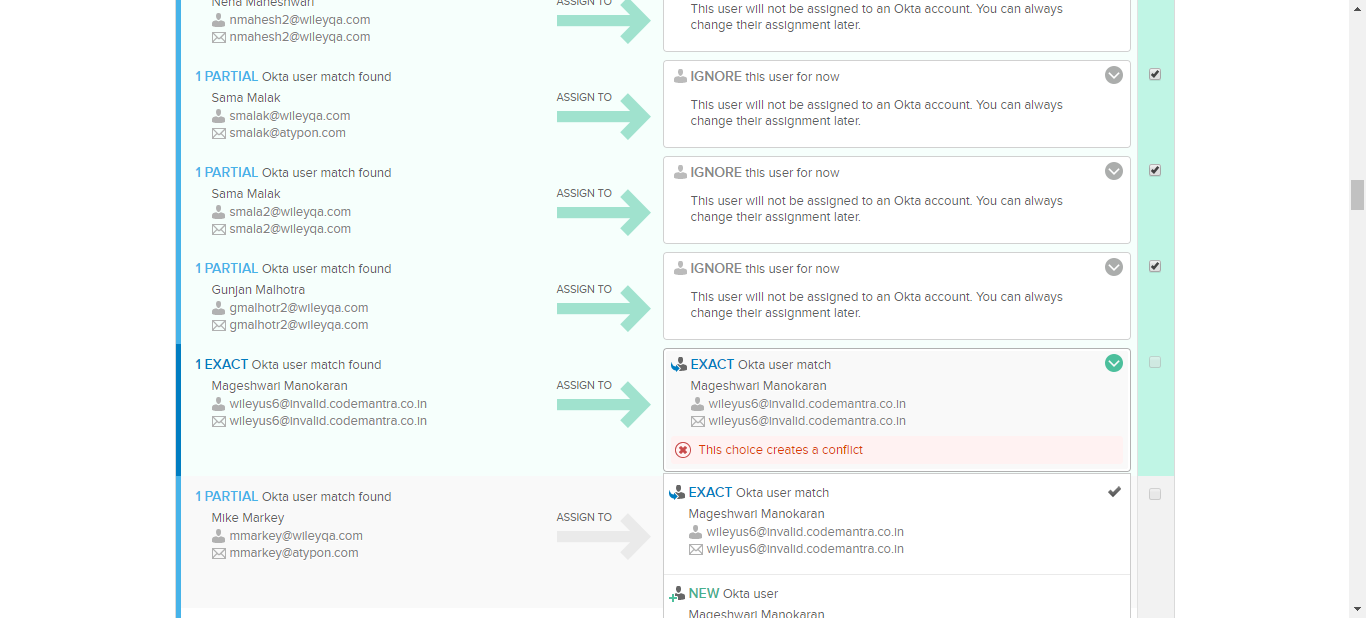 Neha Maheshwari
nmahesh2@wileyqa.com
nmahesh2@wileyqa.com
ASSIGN TO
This user will not be assigned to an Okta account. You can always
change their assignment later.
1 PARTIAL Okta user match found
Sama Malak
smalak@wileyqa.com
smalak@atypon.com
ASSIGN TO
IGNORE this user for now
This user will not be assigned to an Okta account. You can always
change their assignment later.
1 PARTIAL Okta user match found
Sama Malak
smala2@wileyqa.com
smala2@wileyqa.com
ASSIGN TO
IGNORE this user for now
This user will not be assigned to an Okta account. You can always
change their assignment later.
1 PARTIAL Okta user match found
Gunjan Malhotra
gmalhotr2@wileyqa.com
gmalhotr2@wileyqa.com
ASSIGN TO
IGNORE this user for now
This user will not be assigned to an Okta account. You can always
change their assignment later.
1 EXACT Okta user match found
Mageshwari Manokaran
wileyus6@invalid.codemantra.co.in
wileyus6@invalid.codemantra.co.in
ASSIGN TO
EXACT Okta user match
Mageshwari Manokaran
wileyus6@invalid.codemantra.co.in
wileyus6@invalid.codemantra.co.in
This choice creates a conflict
1 PARTIAL Okta user match found
Mike Markey
mmarkey@wileyqa.com
mmarkey@atypon.com
ASSIGN TO
EXACT Okta user match
Mageshwari Manokaran
wileyus6@invalid.codemantra.co.in
wileyus6@invalid.codemantra.co.in
NEW Okta user
Mageshwari Manokaran